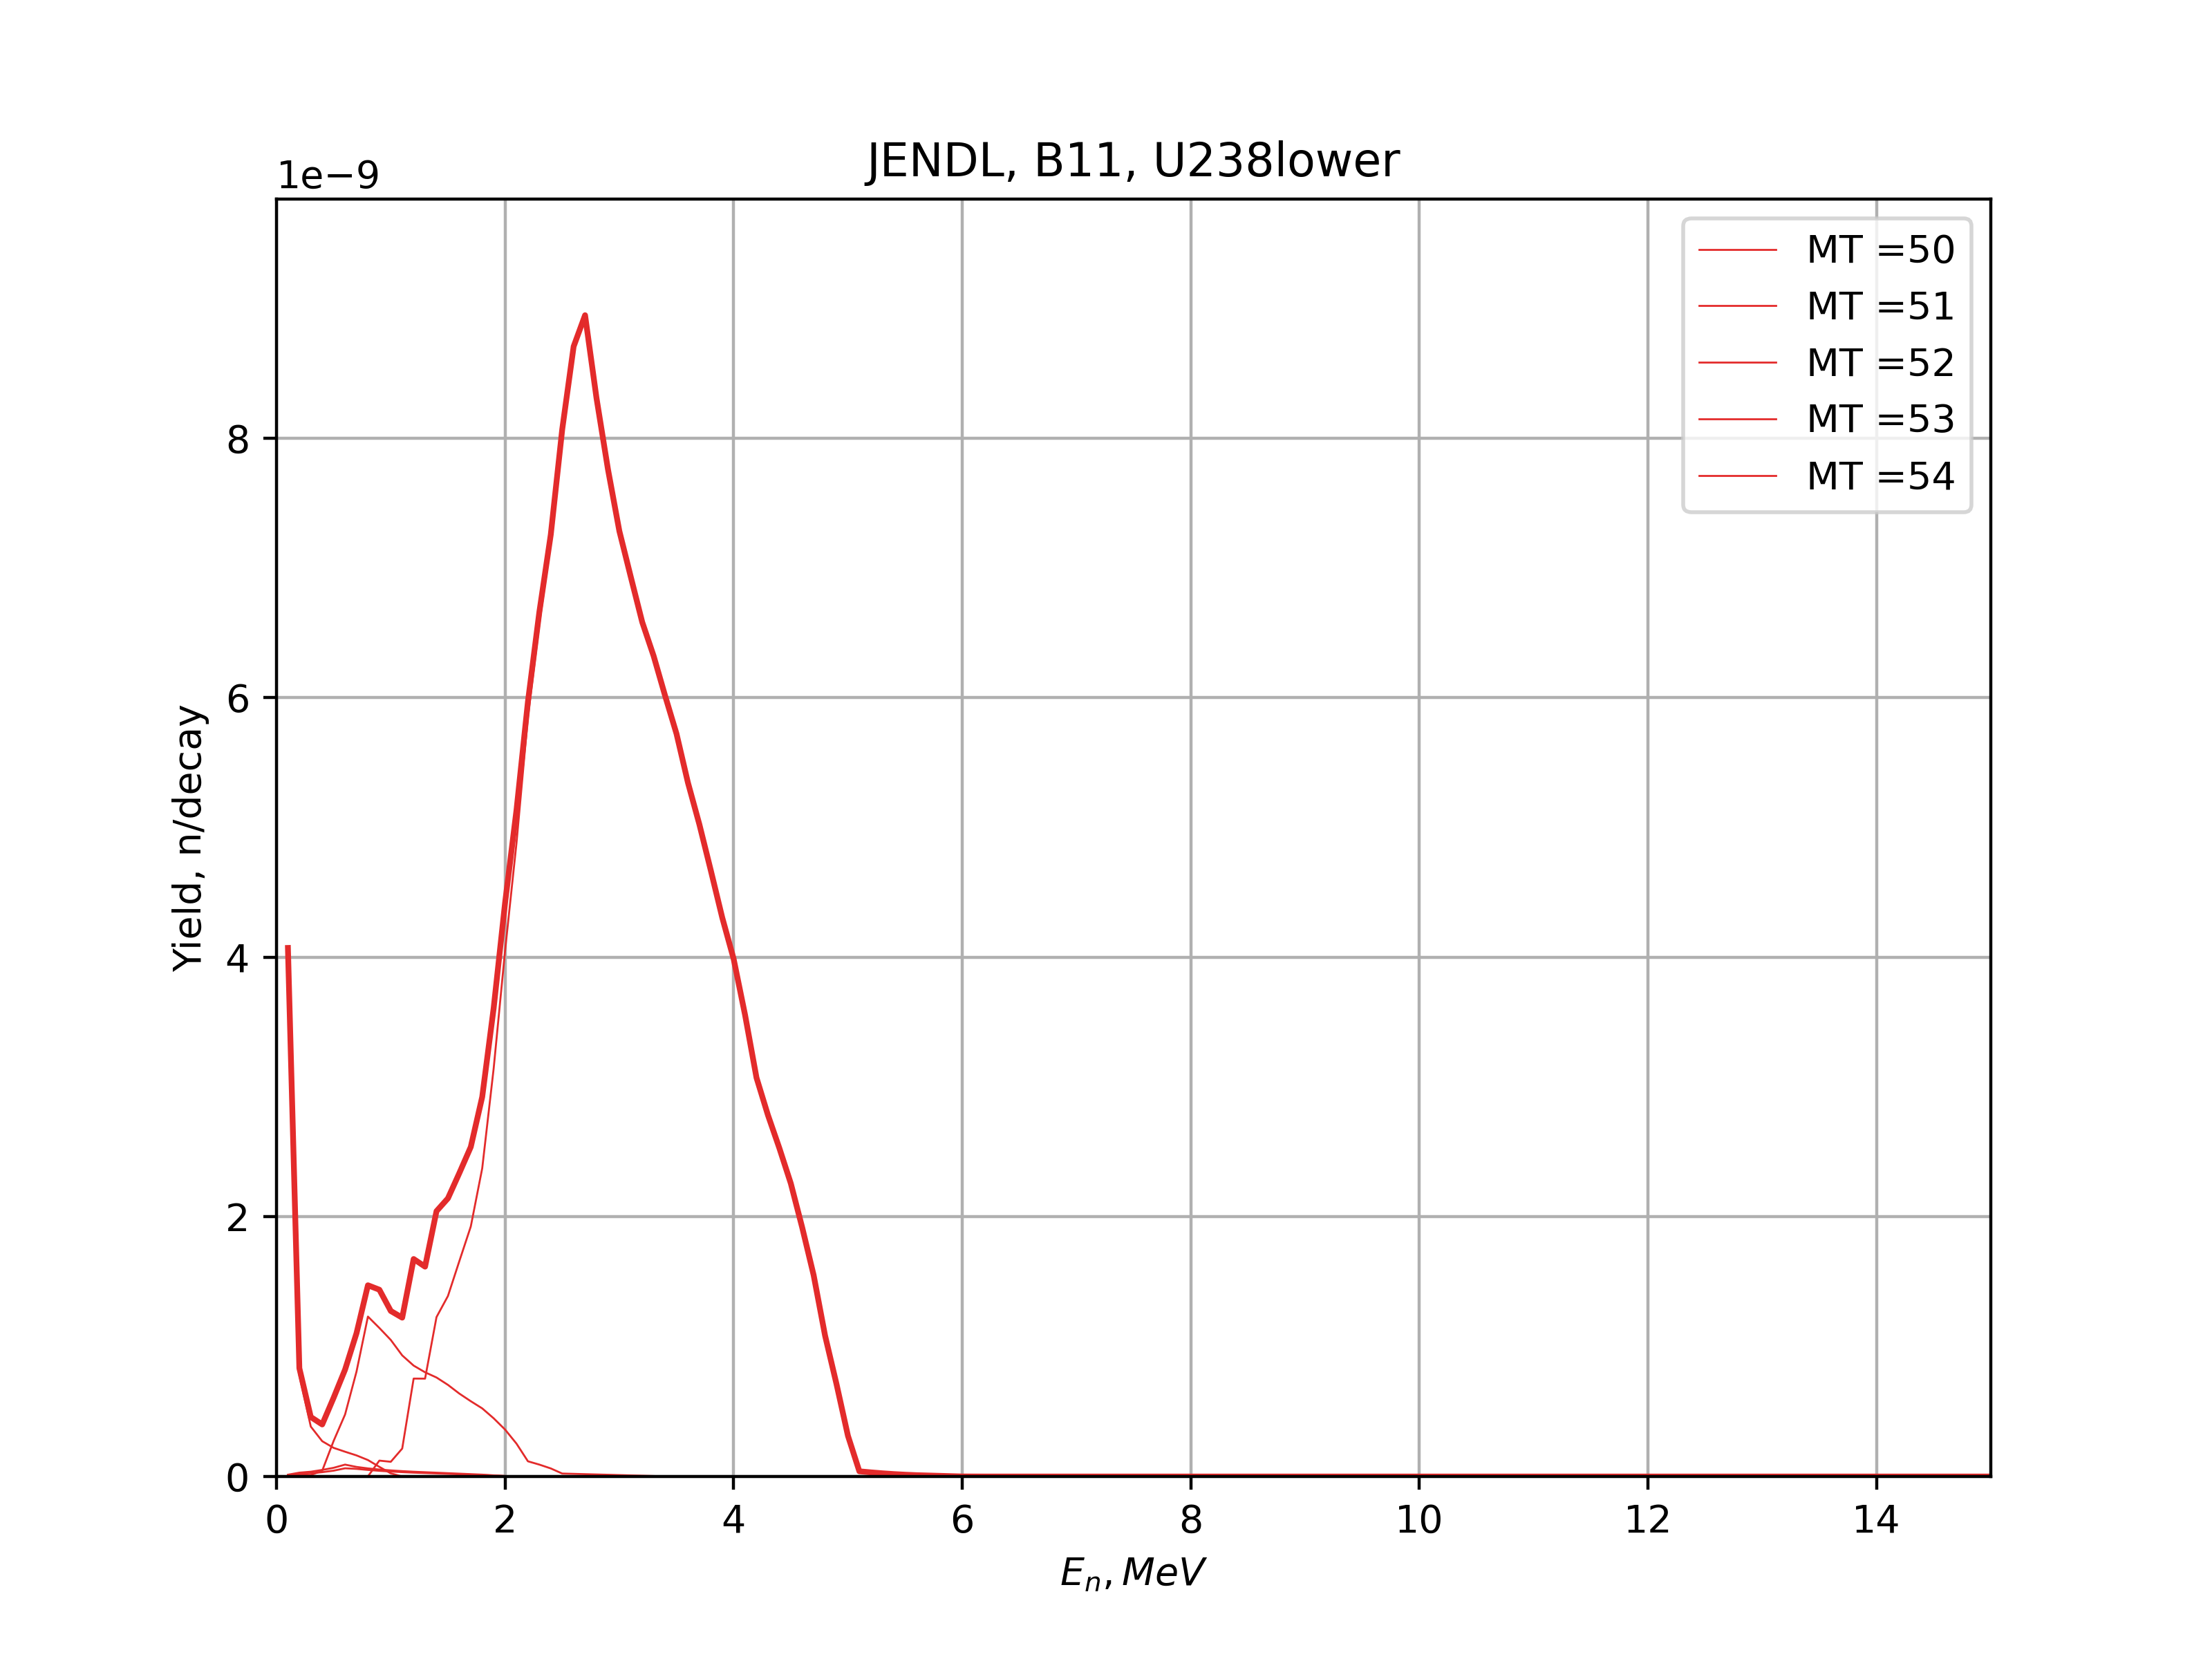 JENDL, B11, U238lower
1e−9
MT =50
MT =51
MT =52
MT =53
MT =54
Yield, n/decay
8
6
4
2
0
0 2 4 6 8 10 12 14
E_n, MeV